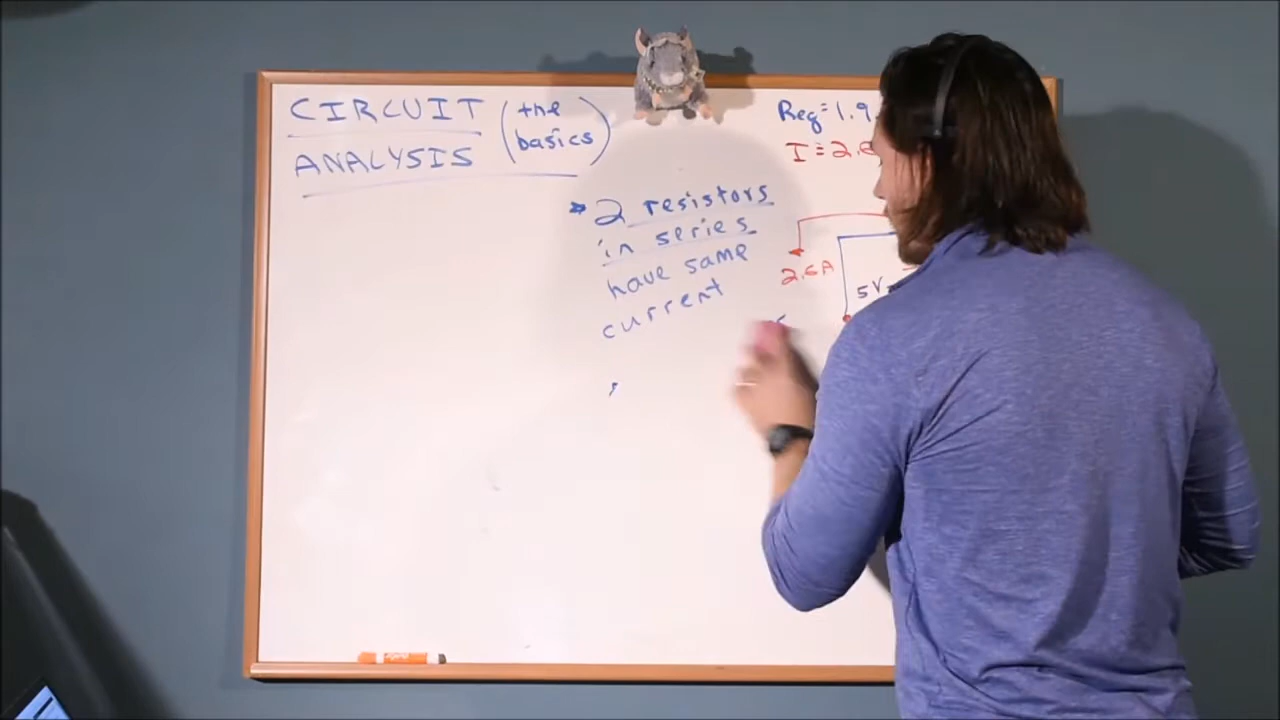 CIRCUIT (the
basics)
ANALYSIS
Req = 1.9
I = 2.6
* 2 resistors
in series
have same
current
2.6A
5V
EXPO